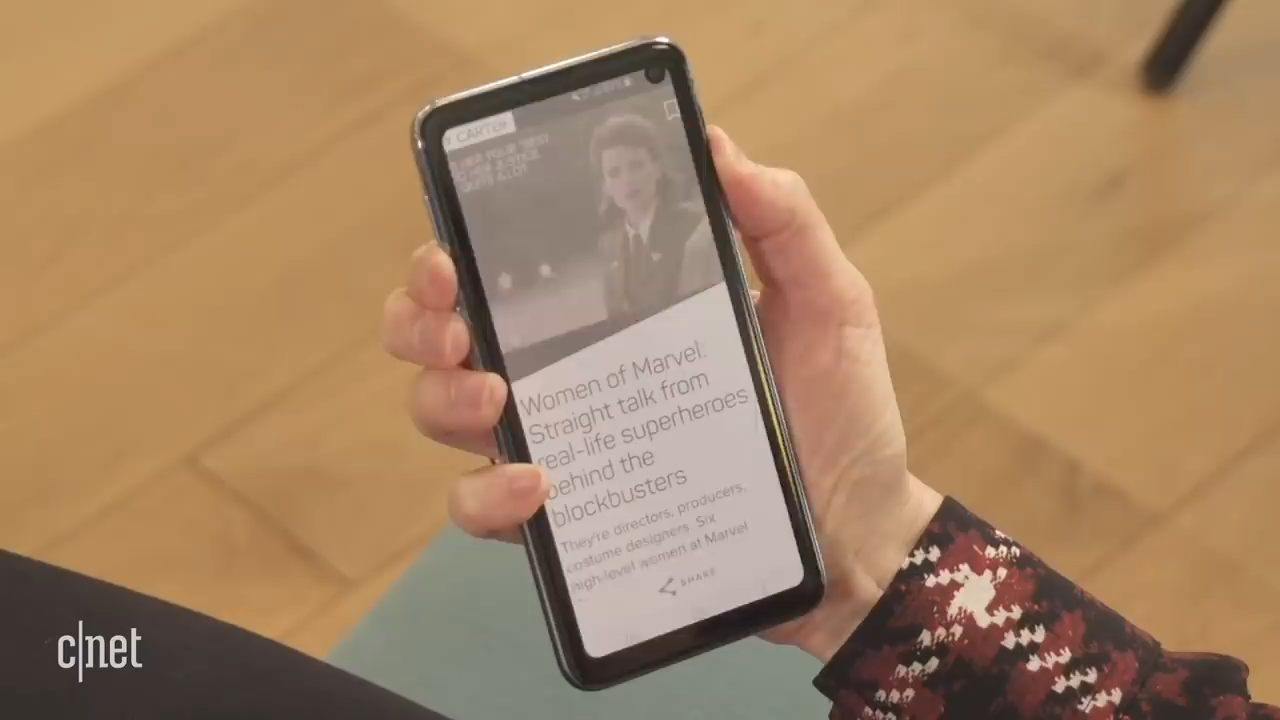 CARTER
Women of Marvel:
Straight talk from
real-life superheroes
behind the
blockbusters
They're directors, producers,
costume designers. Six
high-level women at Marvel
SHARE
c|net